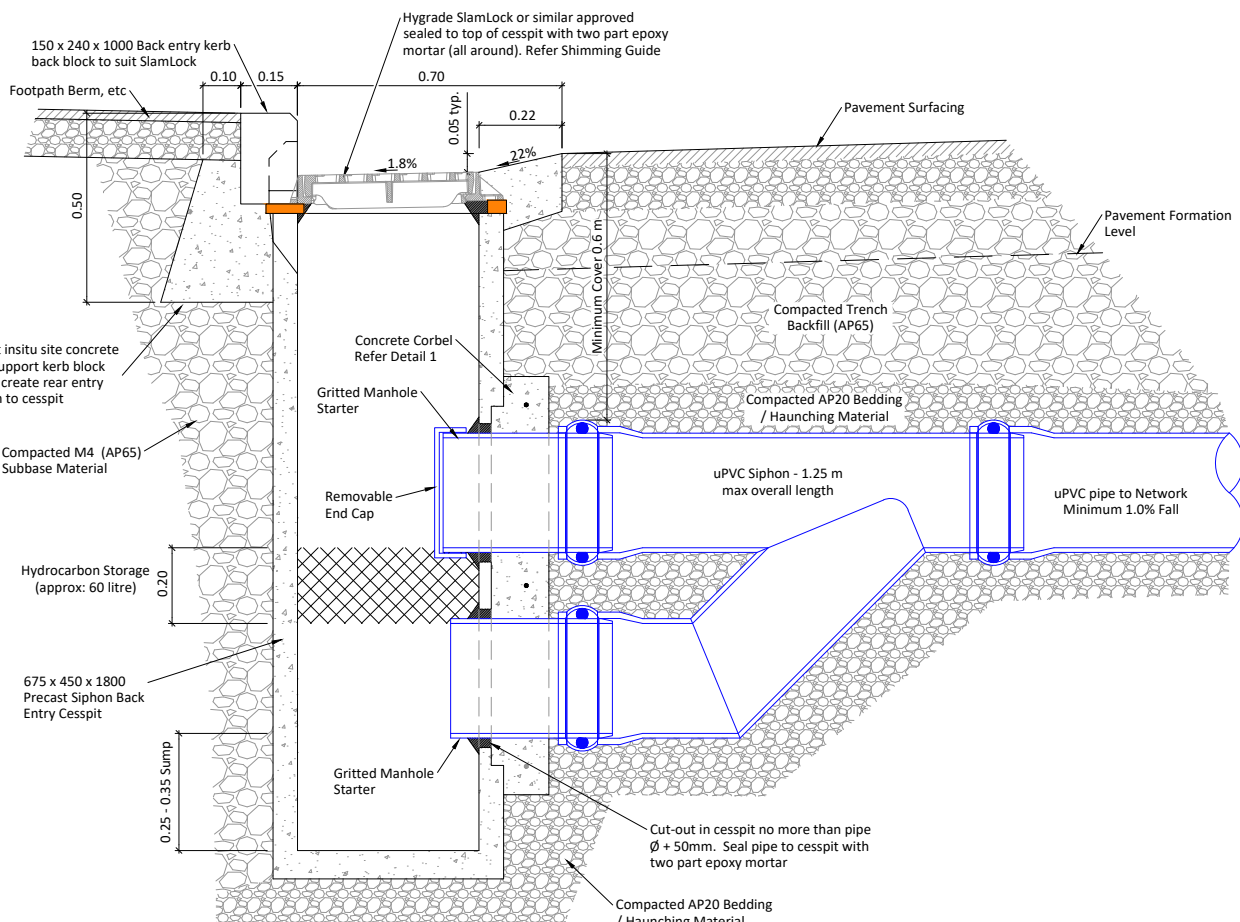 Hygrade SlamLock or similar approved
sealed to top of cesspit with two part epoxy
mortar (all around). Refer Shimming Guide
150 x 240 x 1000 Back entry kerb
back block to suit SlamLock
0.10
0.15
0.70
Footpath Berm, etc
0.05 typ.
0.22
Pavement Surfacing
1.8%
22%
0.50
Minimum Cover 0.6 m
Pavement Formation
Level
Compacted Trench
Backfill (AP65)
insitu site concrete
upport kerb block
create rear entry
to cesspit
Concrete Corbel
Refer Detail 1
Gritted Manhole
Starter
Compacted AP20 Bedding
/ Haunching Material
Compacted M4 (AP65)
Subbase Material
Removable
End Cap
uPVC Siphon - 1.25 m
max overall length
uPVC pipe to Network
Minimum 1.0% Fall
Hydrocarbon Storage
(approx: 60 litre)
0.20
675 x 450 x 1800
Precast Siphon Back
Entry Cesspit
0.25 - 0.35 Sump
Gritted Manhole
Starter
Cut-out in cesspit no more than pipe
Ø + 50mm. Seal pipe to cesspit with
two part epoxy mortar
Compacted AP20 Bedding
/ Haunching Material